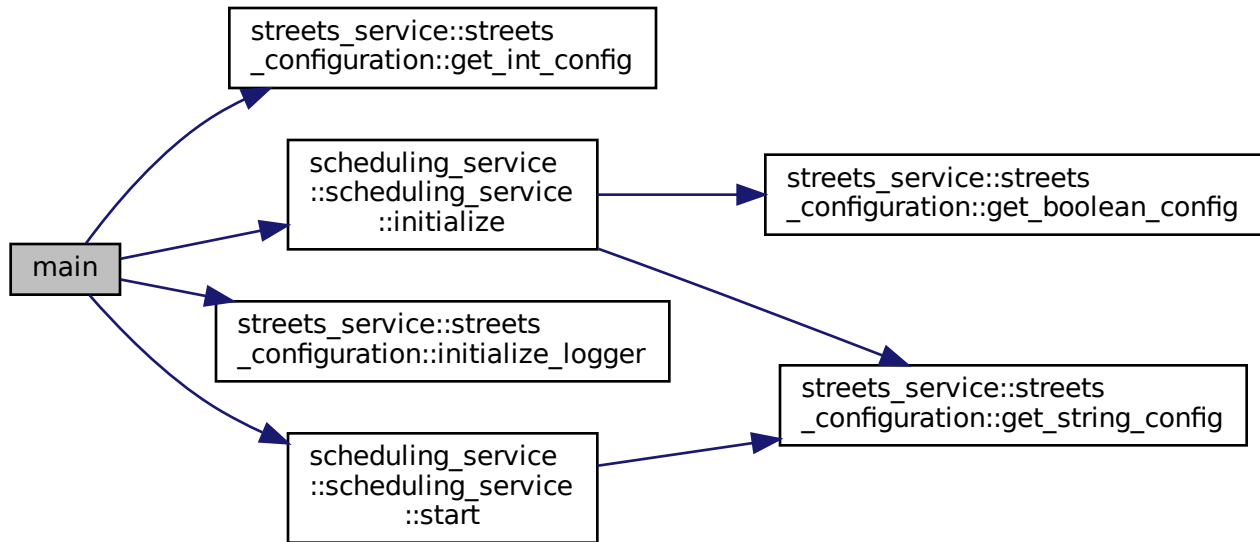 streets_service::streets
_configuration::get_int_config
scheduling_service
::scheduling_service
::initialize
streets_service::streets
_configuration::get_boolean_config
main
streets_service::streets
_configuration::initialize_logger
streets_service::streets
_configuration::get_string_config
scheduling_service
::scheduling_service
::start